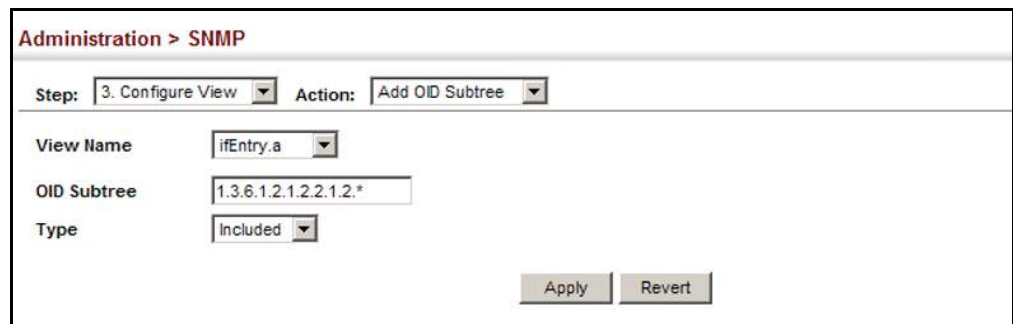 Administration > SNMP
Step: 3. Configure View Action: Add OID Subtree
View Name ifEntry.a
OID Subtree 1.3.6.1.2.1.2.2.1.2.*
Type Included
Apply Revert